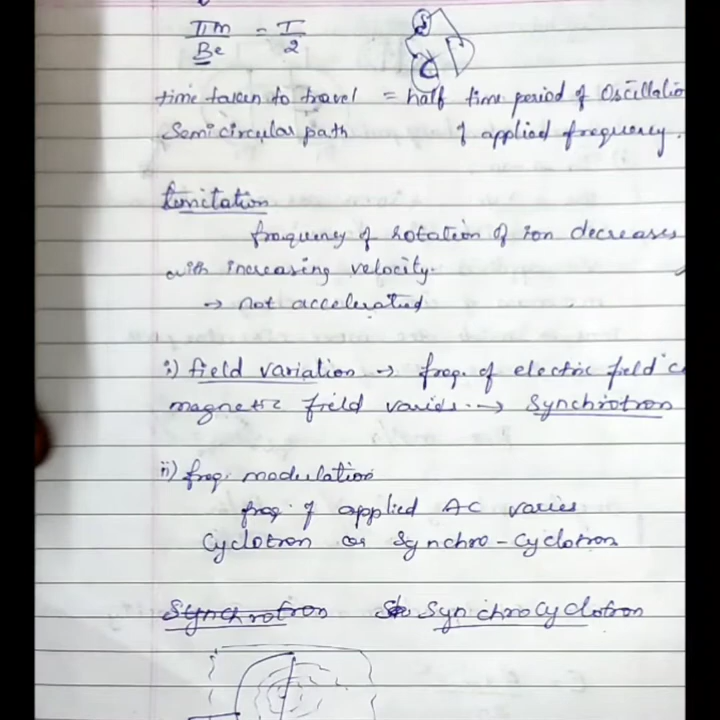 πm/Be = T/2
time taken to travel = half time period of Oscillatio
Semicircular path of applied frequency.
Limitation
frequency of rotation of ion decreases
with increasing velocity.
→ not accelerated
i) field variation → freq. of electric field c
magnetic field varids. → Synchrotron
ii) freq. modulation
freq. of applied AC varies
Cyclotron or Synchro-Cyclotron
Synchrotron Synchrocyclotron